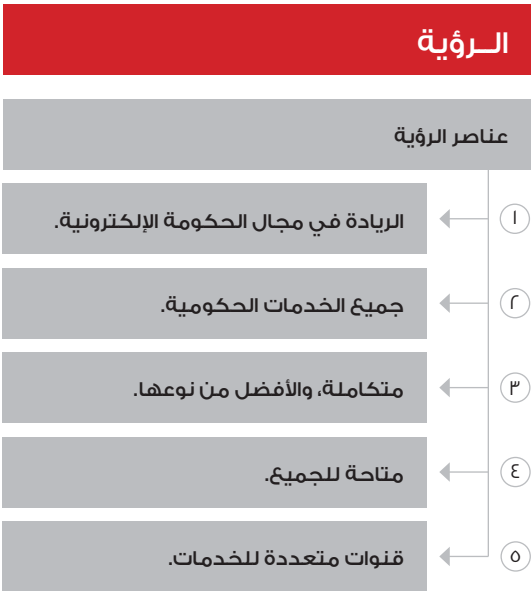 الــرؤية
عناصر الرؤية
١ الريادة في مجال الحكومة الإلكترونية.
٢ جميع الخدمات الحكومية.
٣ متكاملة، والأفضل من نوعها.
٤ متاحة للجميع.
٥ قنوات متعددة للخدمات.